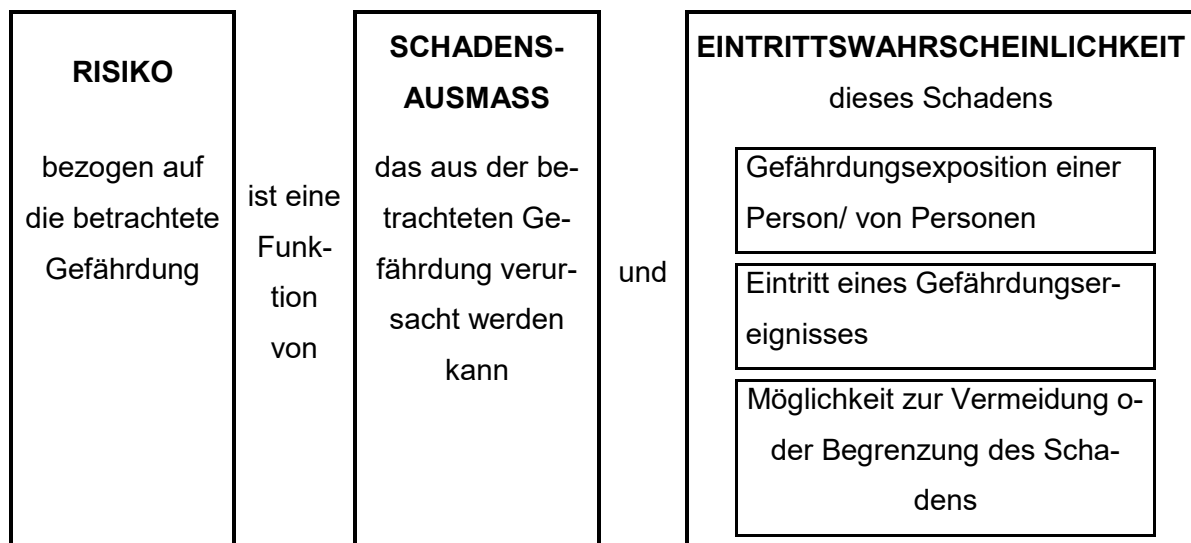 RISIKO
bezogen auf
die betrachtete
Gefährdung
ist eine
Funk-
tion
von
SCHADENS-
AUSMASS
das aus der be-
trachteten Ge-
fährdung verur-
sacht werden
kann
und
EINTRITTSWAHRSCHEINLICHKEIT
dieses Schadens
Gefährdungsexposition einer
Person/ von Personen
Eintritt eines Gefährdungser-
eignisses
Möglichkeit zur Vermeidung o-
der Begrenzung des Scha-
dens